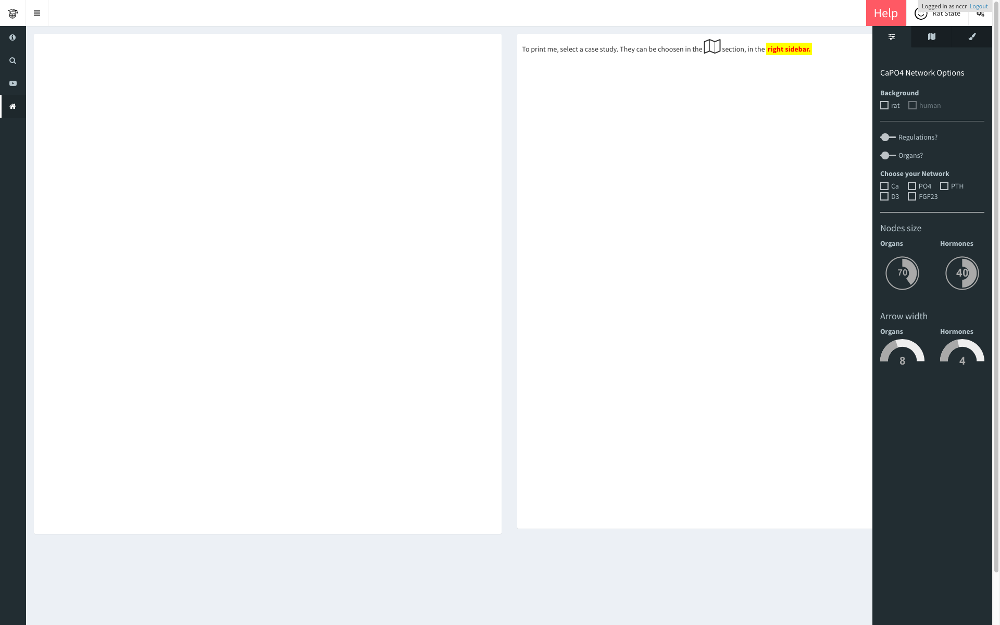 Help
Logged in as nccr Logout
Rat State
To print me, select a case study. They can be choosen in the section, in the right sidebar.
CaPO4 Network Options
Background
rat human
Regulations?
Organs?
Choose your Network
Ca PO4 PTH
D3 FGF23
Nodes size
Organs Hormones
70 40
Arrow width
Organs Hormones
8 4